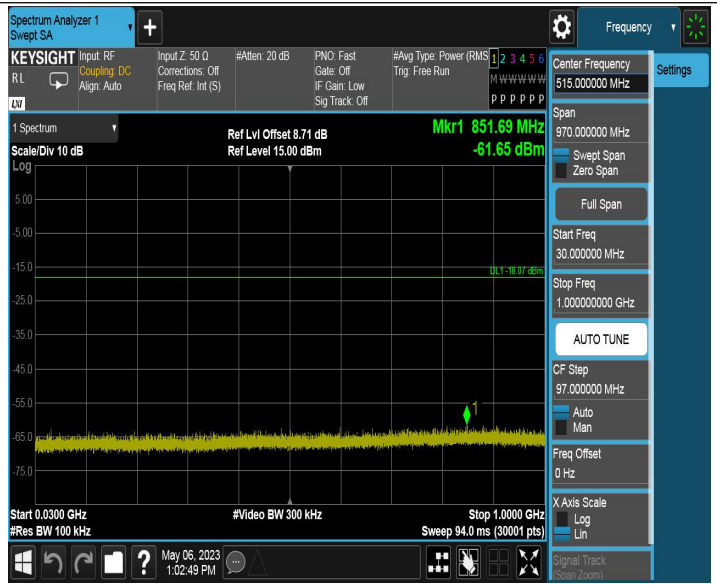 Spectrum Analyzer 1
Swept SA
Frequency
KEYSIGHT
RL
LXI
Input: RF
Coupling: DC
Align: Auto
Input Z: 50 Ω
Corrections: Off
Freq Ref: Int (S)
#Atten: 20 dB
PNO: Fast
Gate: Off
IF Gain: Low
Sig Track: Off
#Avg Type: Power (RMS
Trig: Free Run
1 2 3 4 5 6
M W W W W W
P P P P P P
Center Frequency
515.000000 MHz
Settings
Span
970.000000 MHz
Swept Span
Zero Span
Full Span
Start Freq
30.000000 MHz
Stop Freq
1.000000000 GHz
AUTO TUNE
CF Step
97.000000 MHz
Auto
Man
Freq Offset
0 Hz
X Axis Scale
Log
Lin
Signal Track
(Span Zoom)
1 Spectrum
Scale/Div 10 dB
Ref Lvl Offset 8.71 dB
Ref Level 15.00 dBm
Mkr1 851.69 MHz
-61.65 dBm
Log
5.00
-5.00
-15.0
DL1 -18.07 dBm
-25.0
-35.0
-45.0
-55.0
1
-65.0
-75.0
Start 0.0300 GHz
#Video BW 300 kHz
Stop 1.0000 GHz
#Res BW 100 kHz
Sweep 94.0 ms (30001 pts)
?
May 06, 2023
1:02:49 PM